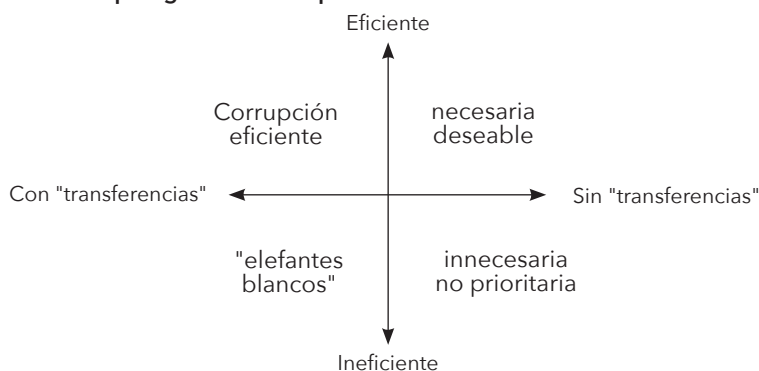 Eficiente
Corrupción
eficiente
necesaria
deseable
Con "transferencias"
Sin "transferencias"
"elefantes
blancos"
innecesaria
no prioritaria
Ineficiente